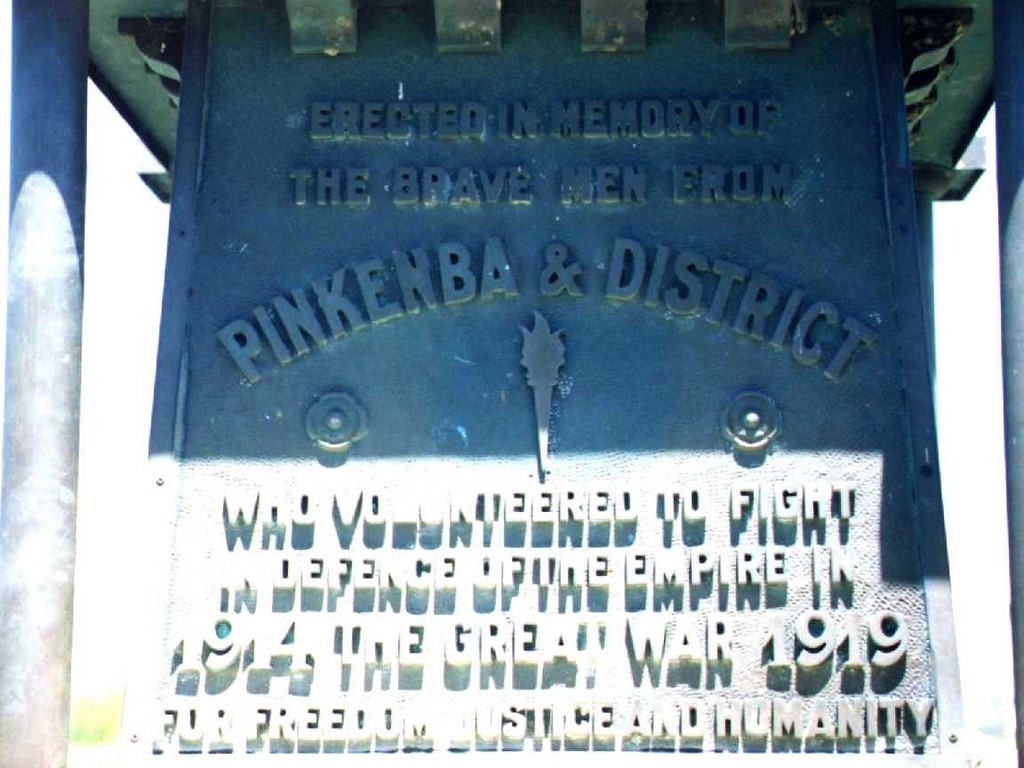 ERECTED IN MEMORY OF
THE BRAVE MEN FROM
PINKENBA & DISTRICT
WHO VOLUNTEERED TO FIGHT
IN DEFENCE OF THE EMPIRE IN
1914 THE GREAT WAR 1919
FOR FREEDOM JUSTICE AND HUMANITY